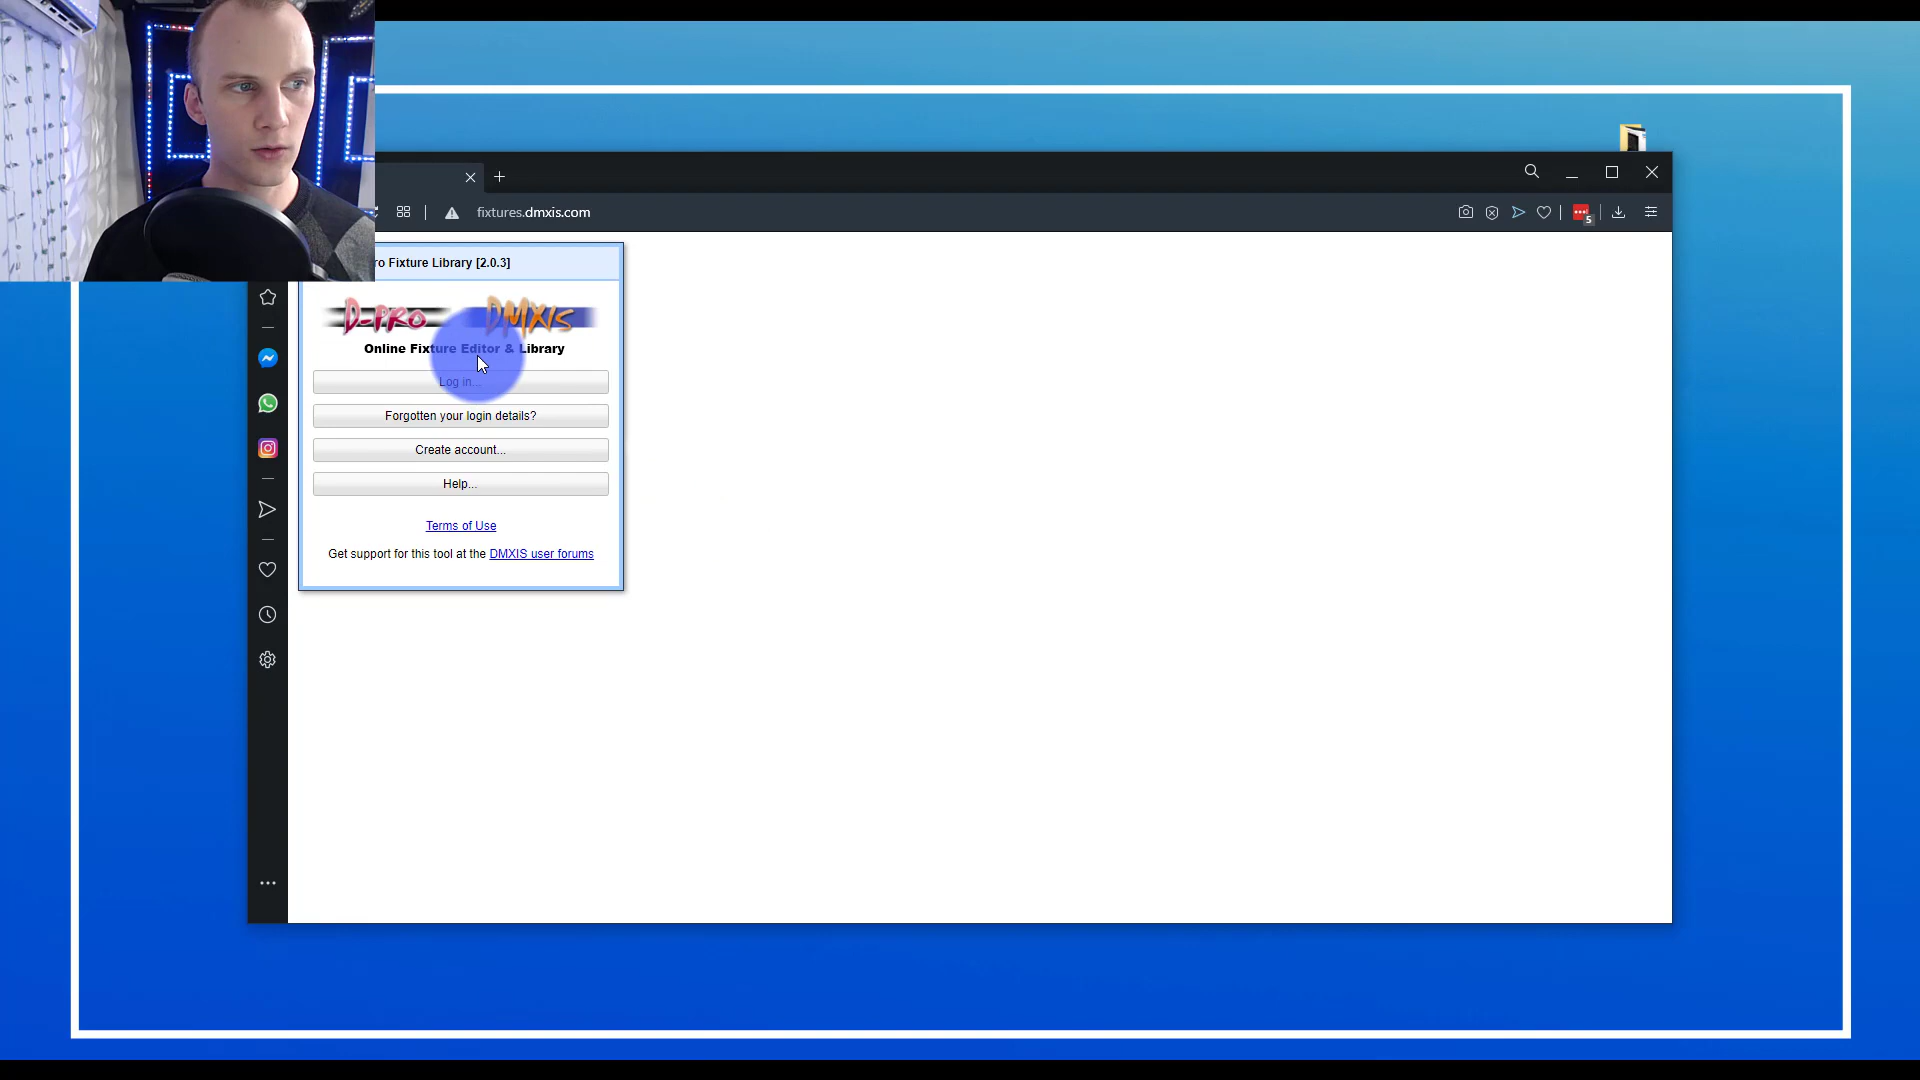 fixtures.dmxis.com
5
ro Fixture Library [2.0.3]
D-PRO DMXIS
Online Fixture Editor & Library
Log in...
Forgotten your login details?
Create account...
Help...
Terms of Use
Get support for this tool at the DMXIS user forums